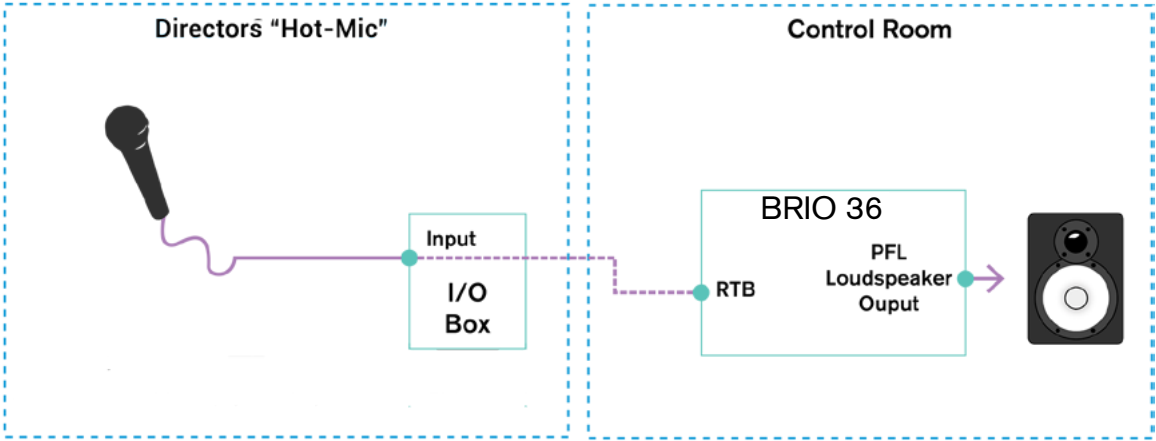 Directors “Hot-Mic”
Control Room
Input
I/O
Box
BRIO 36
RTB
PFL
Loudspeaker
Ouput